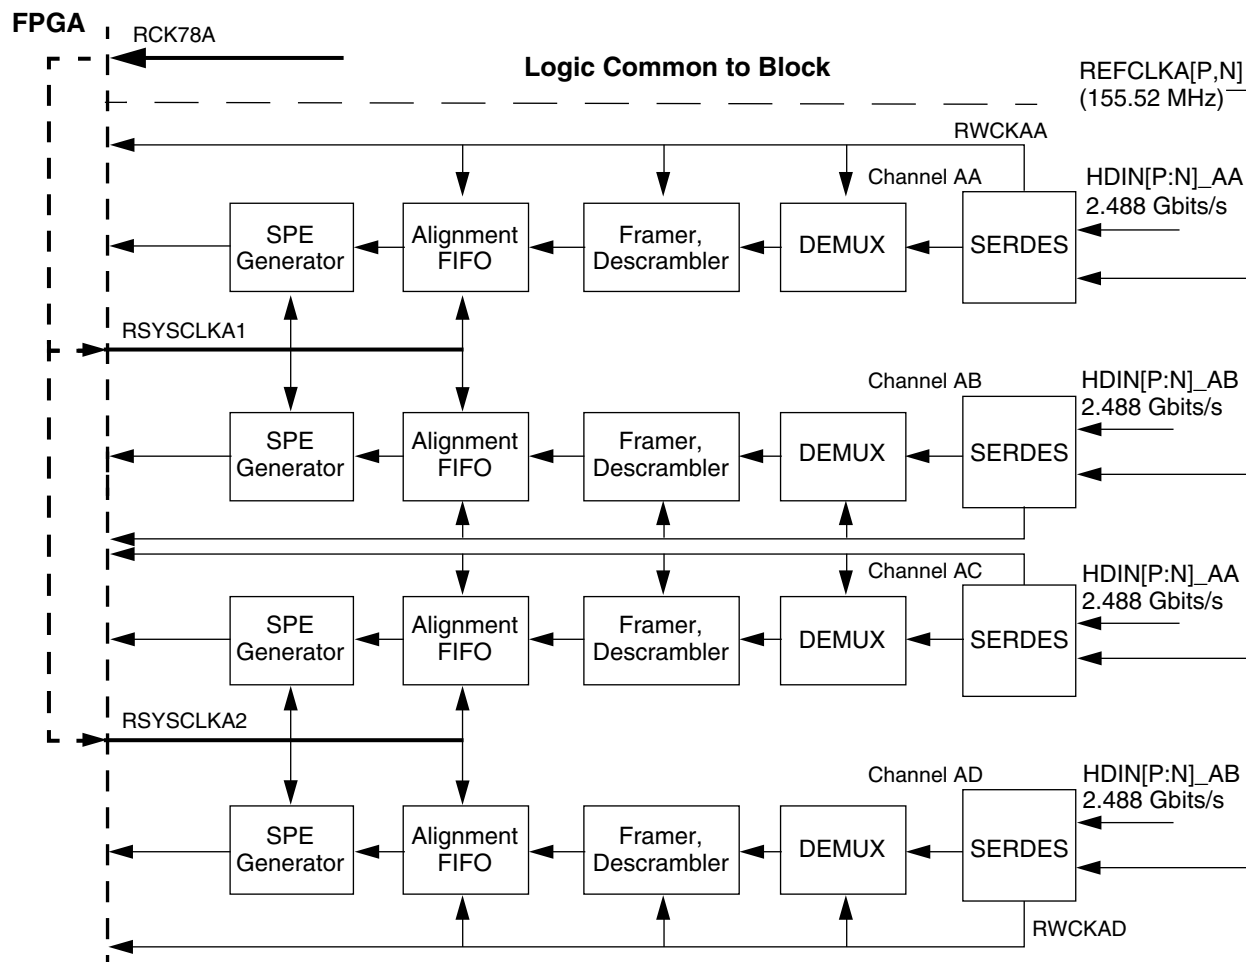 FPGA
RCK78A
Logic Common to Block
REFCLKA[P,N]
(155.52 MHz)
RWCKAA
Channel AA
HDIN[P:N]_AA
2.488 Gbits/s
SPE
Generator
Alignment
FIFO
Framer,
Descrambler
DEMUX
SERDES
RSYSCLKA1
Channel AB
HDIN[P:N]_AB
2.488 Gbits/s
SPE
Generator
Alignment
FIFO
Framer,
Descrambler
DEMUX
SERDES
Channel AC
HDIN[P:N]_AA
2.488 Gbits/s
SPE
Generator
Alignment
FIFO
Framer,
Descrambler
DEMUX
SERDES
RSYSCLKA2
Channel AD
HDIN[P:N]_AB
2.488 Gbits/s
SPE
Generator
Alignment
FIFO
Framer,
Descrambler
DEMUX
SERDES
RWCKAD